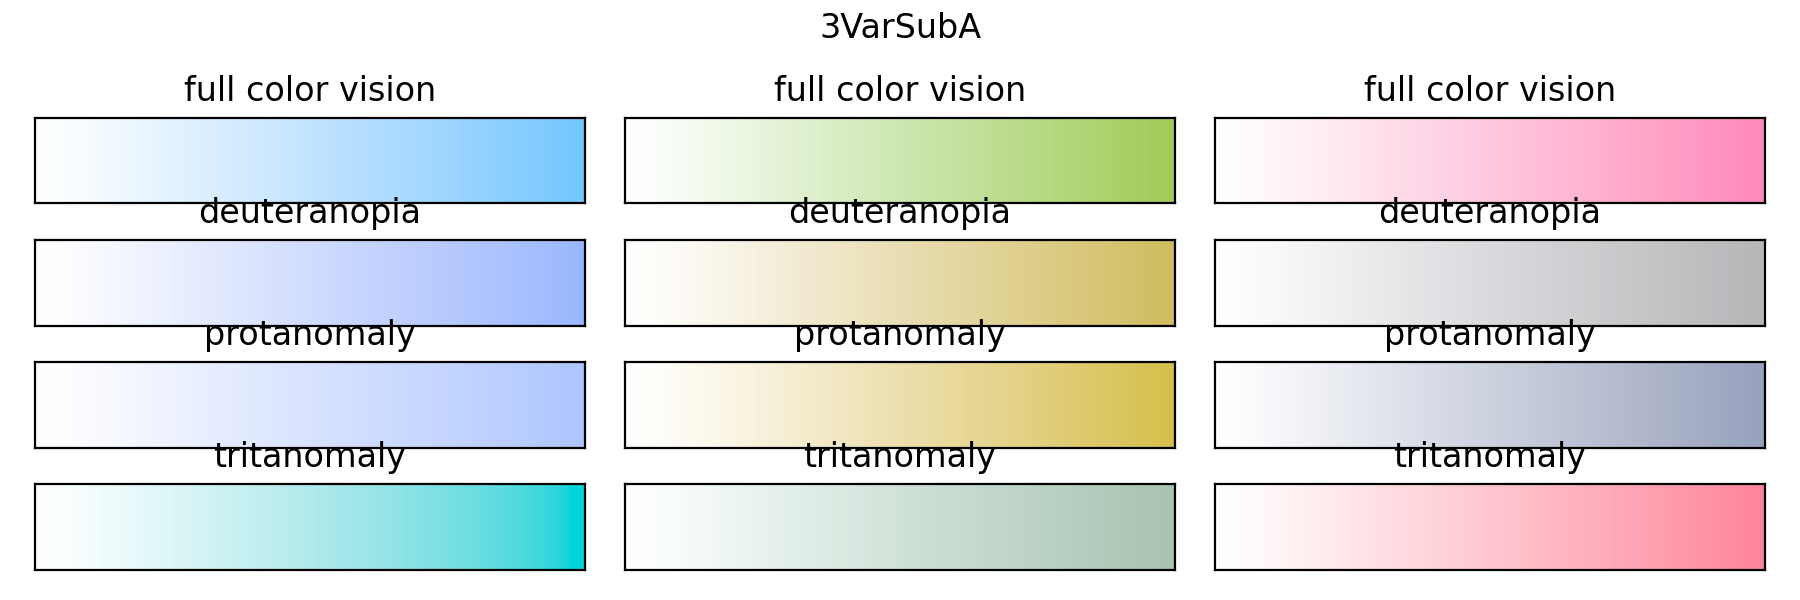 3VarSubA
full color vision full color vision full color vision
deuteranopia deuteranopia deuteranopia
protanomaly protanomaly protanomaly
tritanomaly tritanomaly tritanomaly